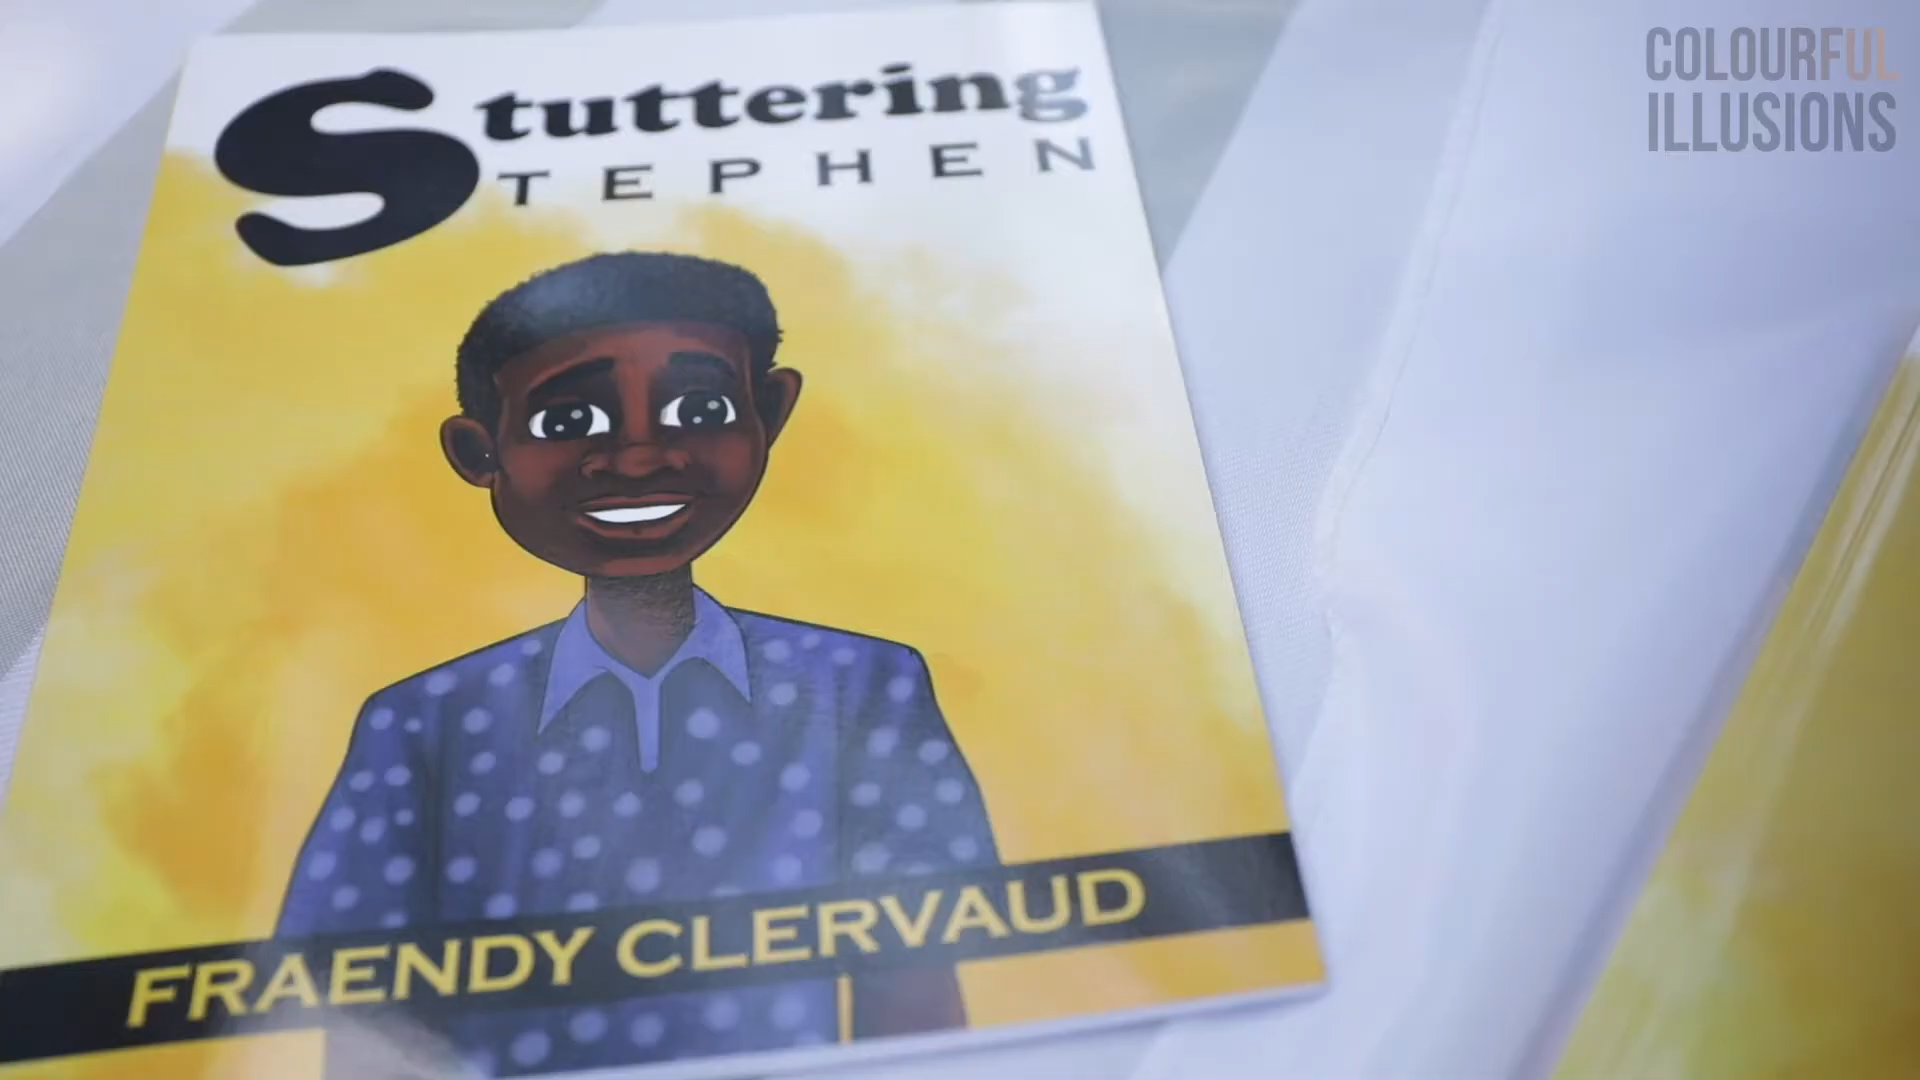 Stuttering
STEPHEN
FRAENDY CLERVAUD
COLOURFUL
ILLUSIONS